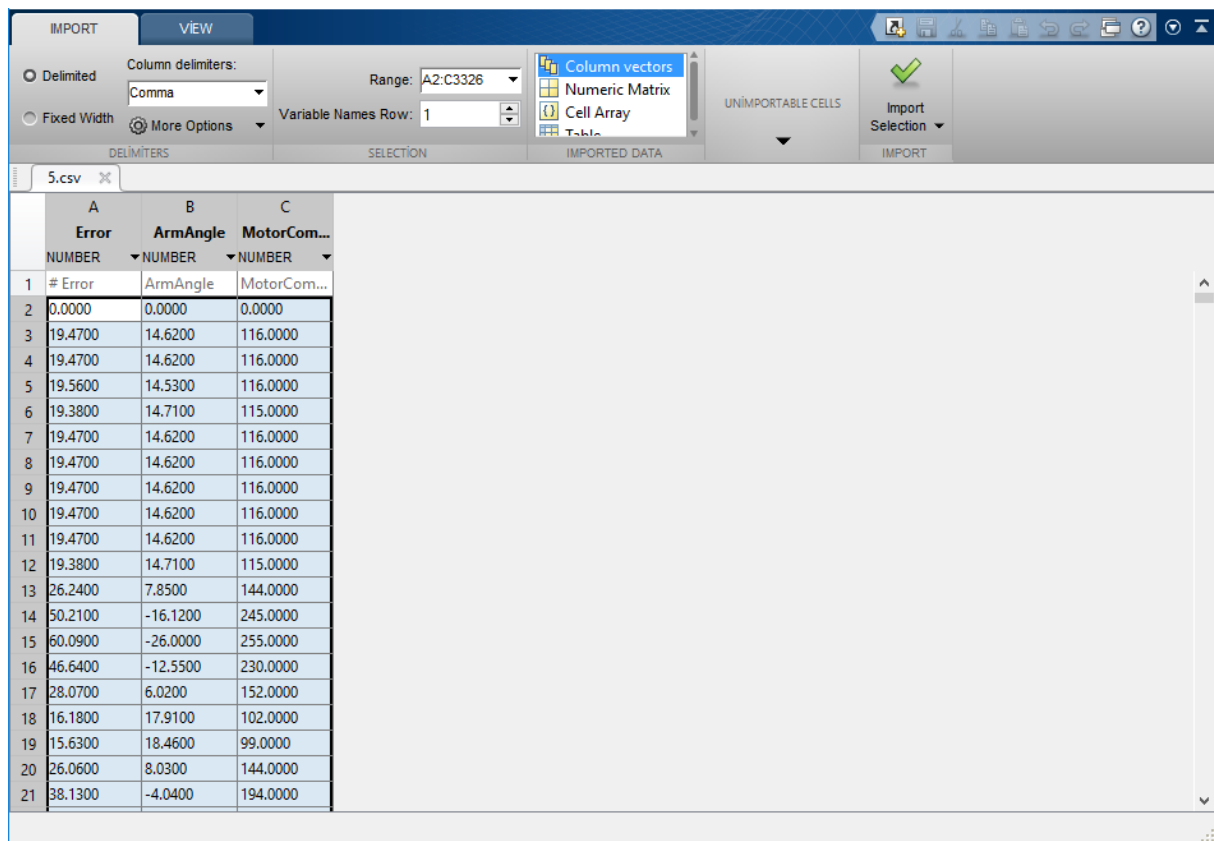 IMPORT VİEW
Column delimiters:
Delimited
Comma
Fixed Width
More Options
DELİMİTERS
Range: A2:C3326
Variable Names Row: 1
SELECTİON
Column vectors
Numeric Matrix
Cell Array
Table
IMPORTED DATA
UNİMPORTABLE CELLS
Import
Selection
IMPORT
5.csv
A B C
Error ArmAngle MotorCom...
NUMBER NUMBER NUMBER
1 # Error ArmAngle MotorCom...
2 0.0000 0.0000 0.0000
3 19.4700 14.6200 116.0000
4 19.4700 14.6200 116.0000
5 19.5600 14.5300 116.0000
6 19.3800 14.7100 115.0000
7 19.4700 14.6200 116.0000
8 19.4700 14.6200 116.0000
9 19.4700 14.6200 116.0000
10 19.4700 14.6200 116.0000
11 19.4700 14.6200 116.0000
12 19.3800 14.7100 115.0000
13 26.2400 7.8500 144.0000
14 50.2100 -16.1200 245.0000
15 60.0900 -26.0000 255.0000
16 46.6400 -12.5500 230.0000
17 28.0700 6.0200 152.0000
18 16.1800 17.9100 102.0000
19 15.6300 18.4600 99.0000
20 26.0600 8.0300 144.0000
21 38.1300 -4.0400 194.0000